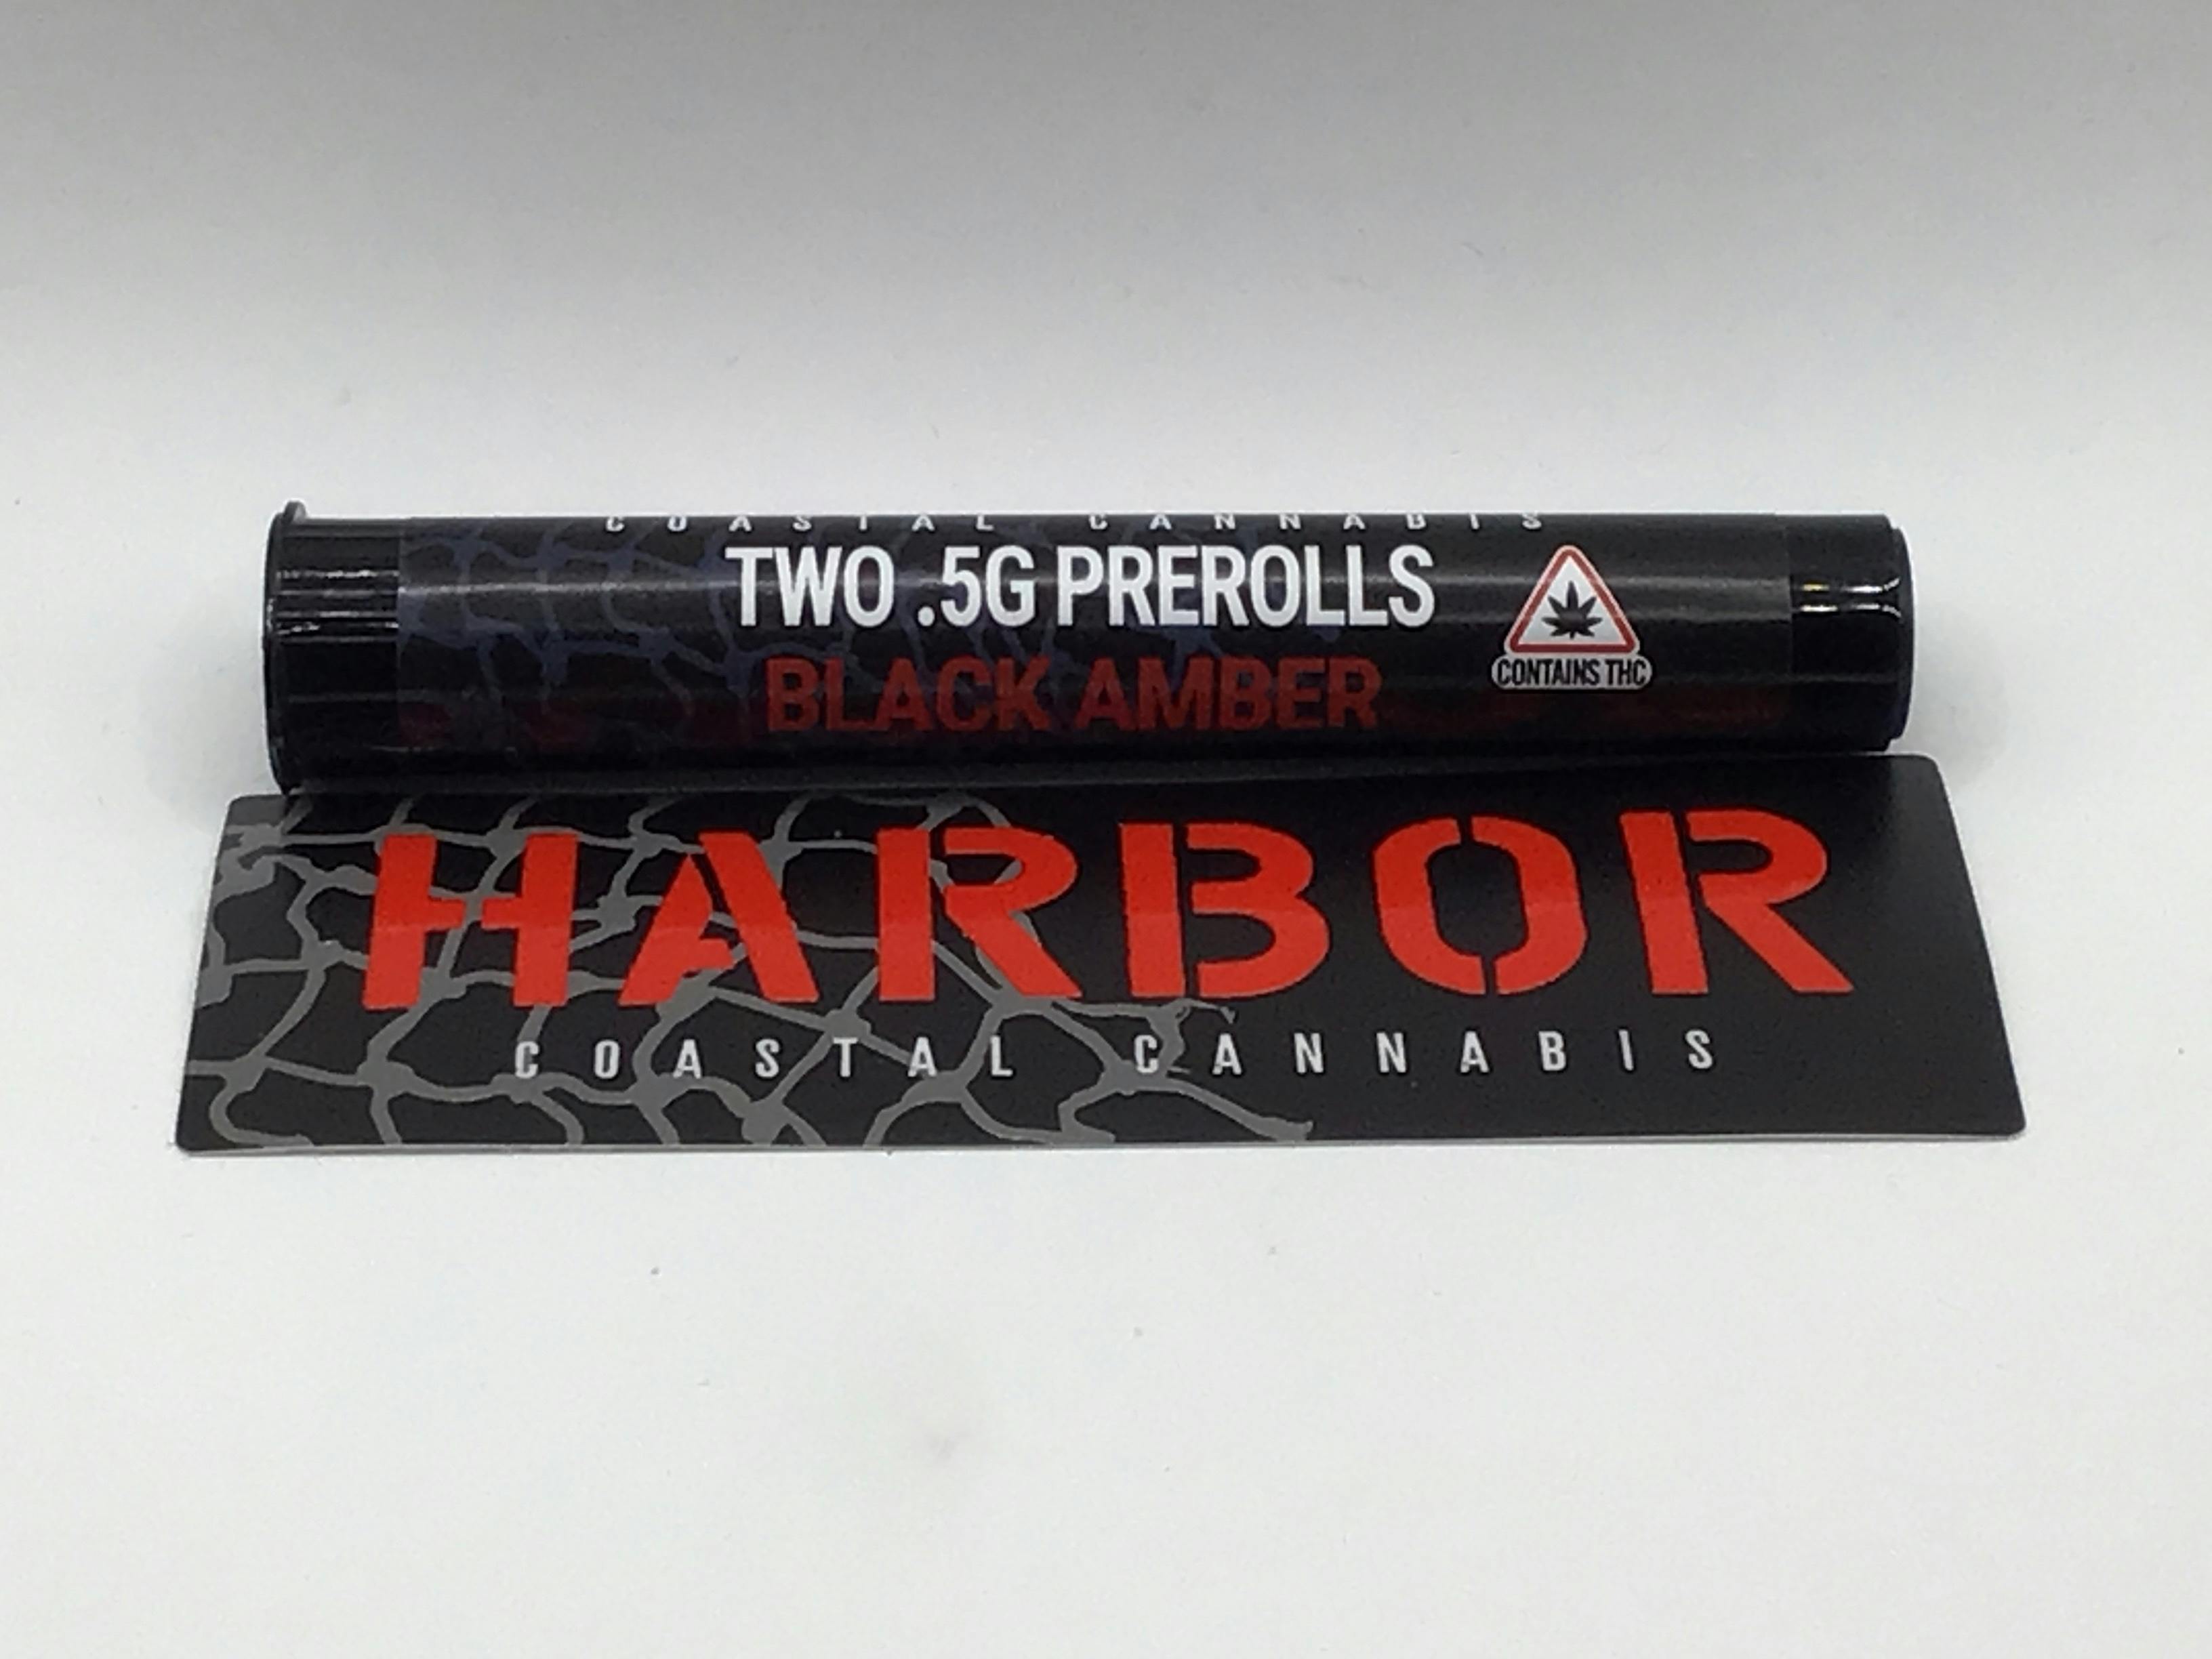 COASTAL CANNABIS
TWO .5G PREROLLS
BLACK AMBER
CONTAINS THC
HARBOR
COASTAL CANNABIS